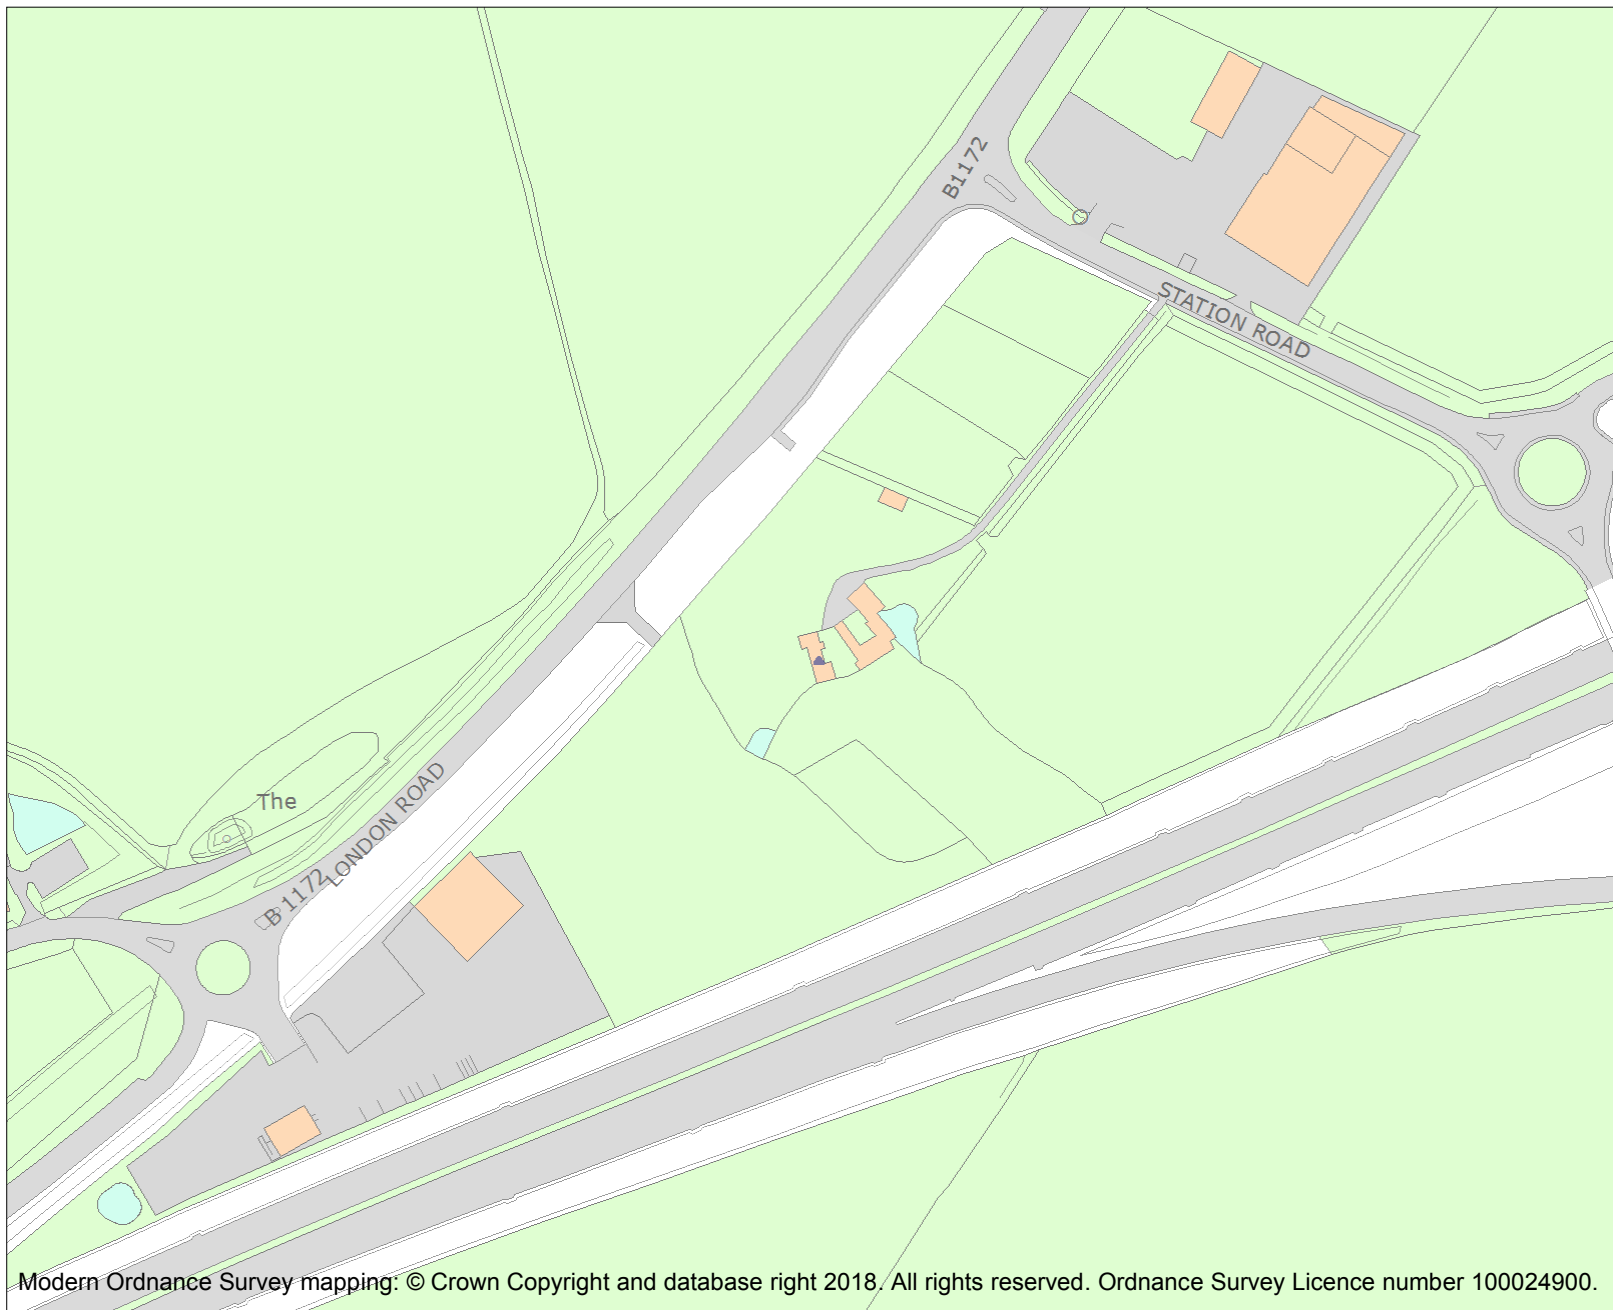 B1172
STATION ROAD
The
LONDON ROAD
B 1172
Modern Ordnance Survey mapping: © Crown Copyright and database right 2018. All rights reserved. Ordnance Survey Licence number 100024900.